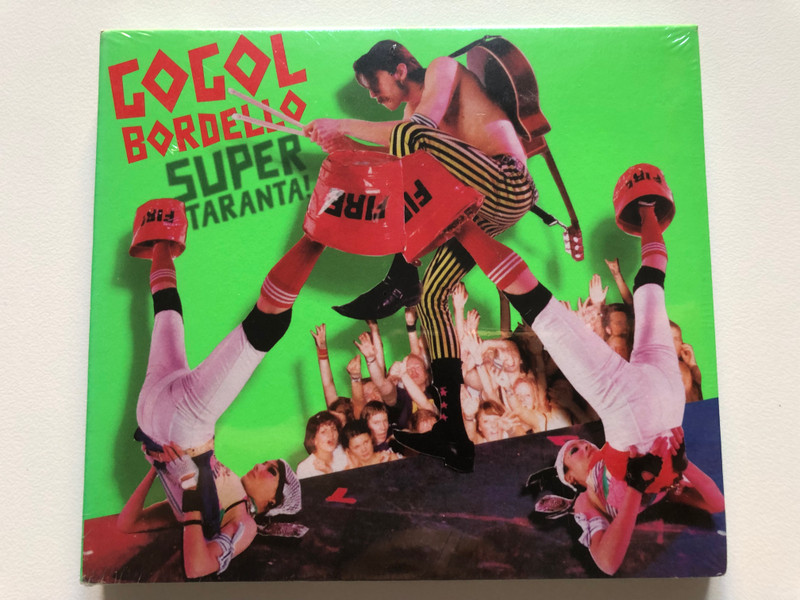 GOGOL
BORDELLO
SUPER
TARANTA!
FIRE
FIRE
FIRE
FIRE